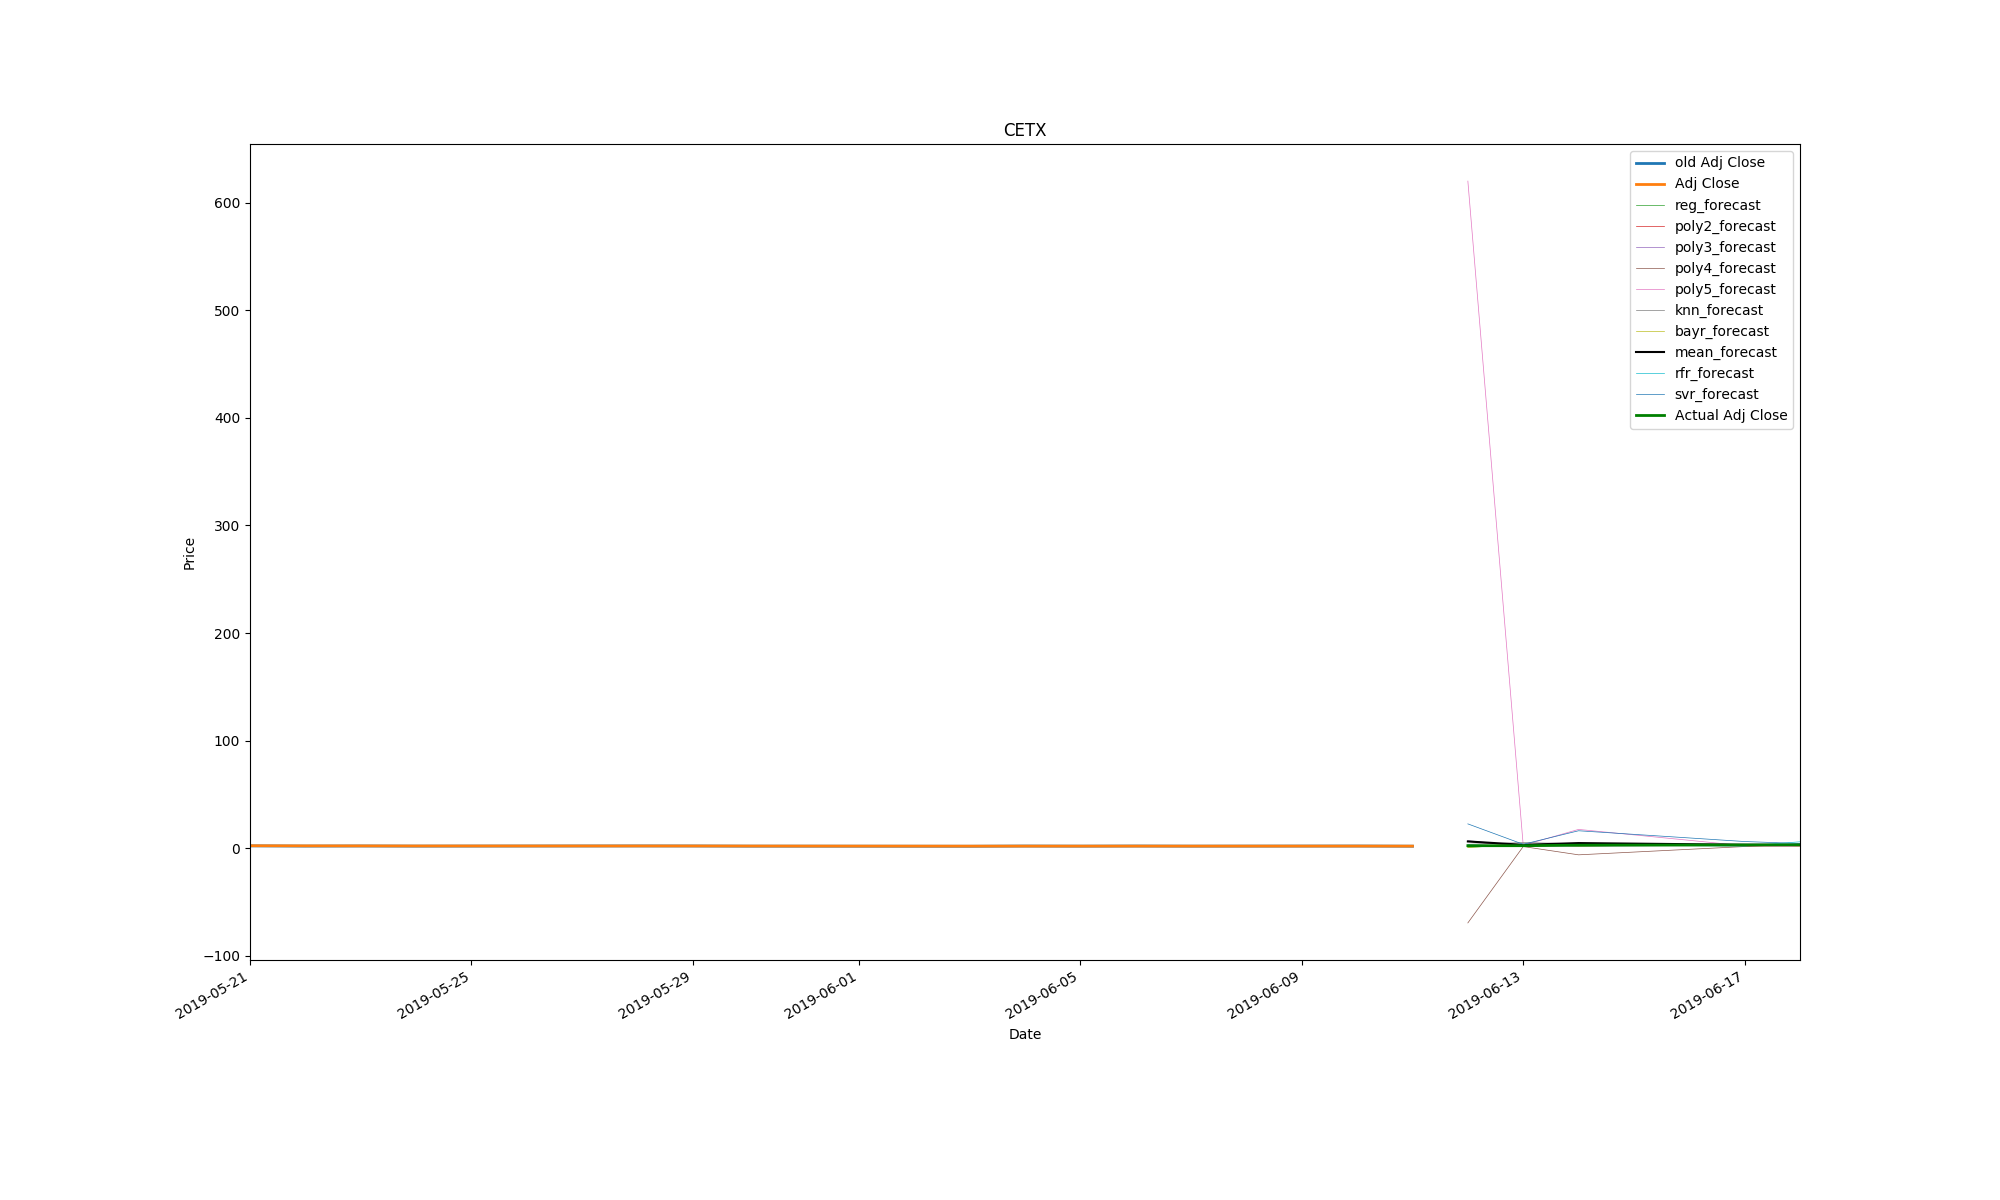 CETX
old Adj Close
Adj Close
reg_forecast
poly2_forecast
poly3_forecast
poly4_forecast
poly5_forecast
knn_forecast
bayr_forecast
mean_forecast
rfr_forecast
svr_forecast
Actual Adj Close
600
500
400
300
200
100
0
−100
Price
2019-05-21
2019-05-25
2019-05-29
2019-06-01
2019-06-05
2019-06-09
2019-06-13
2019-06-17
Date